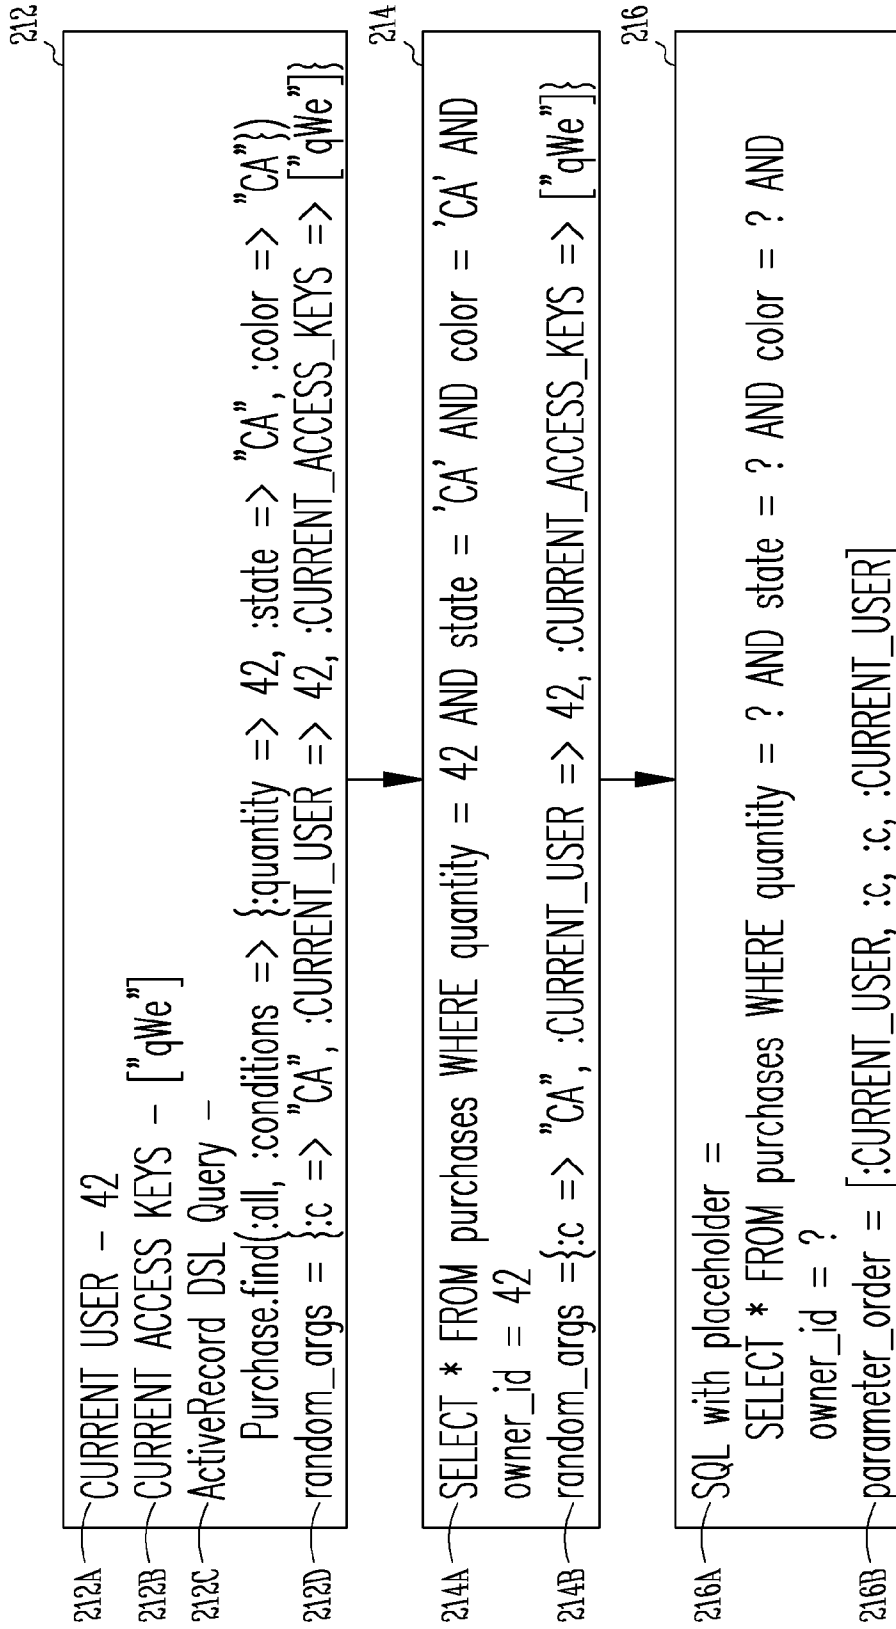 212
212A CURRENT USER – 42
212B CURRENT ACCESS KEYS – ["qWe"]
212C ActiveRecord DSL Query –
Purchase.find(:all, :conditions => {:quantity => 42, :state => "CA", :color => "CA"})
212D random_args = {:c => "CA", :CURRENT_USER => 42, :CURRENT_ACCESS_KEYS => ["qWe"]}
214
214A SELECT * FROM purchases WHERE quantity = 42 AND state = 'CA' AND color = 'CA' AND
owner_id = 42
214B random_args ={:c => "CA", :CURRENT_USER => 42, :CURRENT_ACCESS_KEYS => ["qWe"]}
216
216A SQL with placeholder =
SELECT * FROM purchases WHERE quantity = ? AND state = ? AND color = ? AND
owner_id = ?
216B parameter_order = [:CURRENT_USER, :c, :c, :CURRENT_USER]